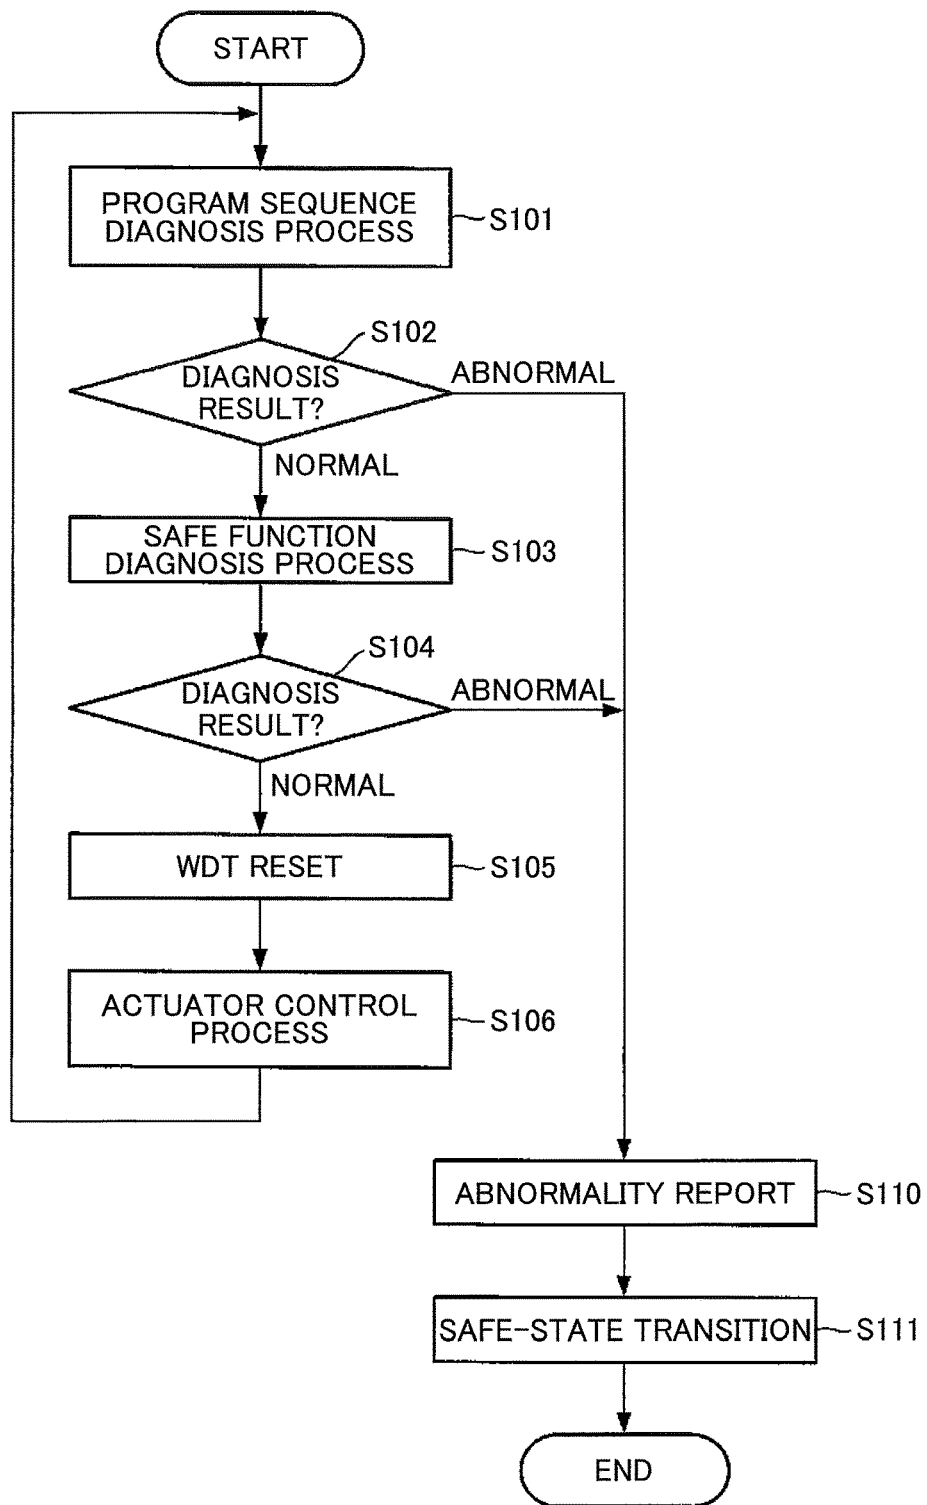 START
PROGRAM SEQUENCE
DIAGNOSIS PROCESS
S101
S102
DIAGNOSIS
RESULT?
ABNORMAL
NORMAL
SAFE FUNCTION
DIAGNOSIS PROCESS
S103
S104
DIAGNOSIS
RESULT?
ABNORMAL
NORMAL
WDT RESET
S105
ACTUATOR CONTROL
PROCESS
S106
ABNORMALITY REPORT
S110
SAFE-STATE TRANSITION
S111
END